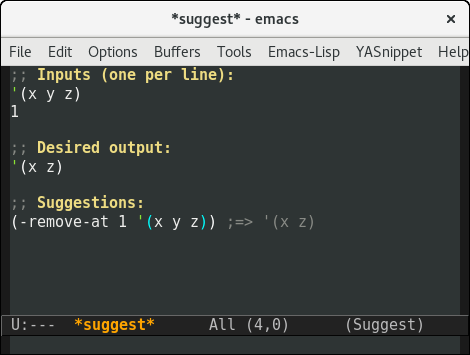 *suggest* - emacs ×
File Edit Options Buffers Tools Emacs-Lisp YASnippet Help
;; Inputs (one per line):
'(x y z)
1
;; Desired output:
'(x z)
;; Suggestions:
(-remove-at 1 '(x y z)) ;=> '(x z)
U:--- *suggest* All (4,0) (Suggest)